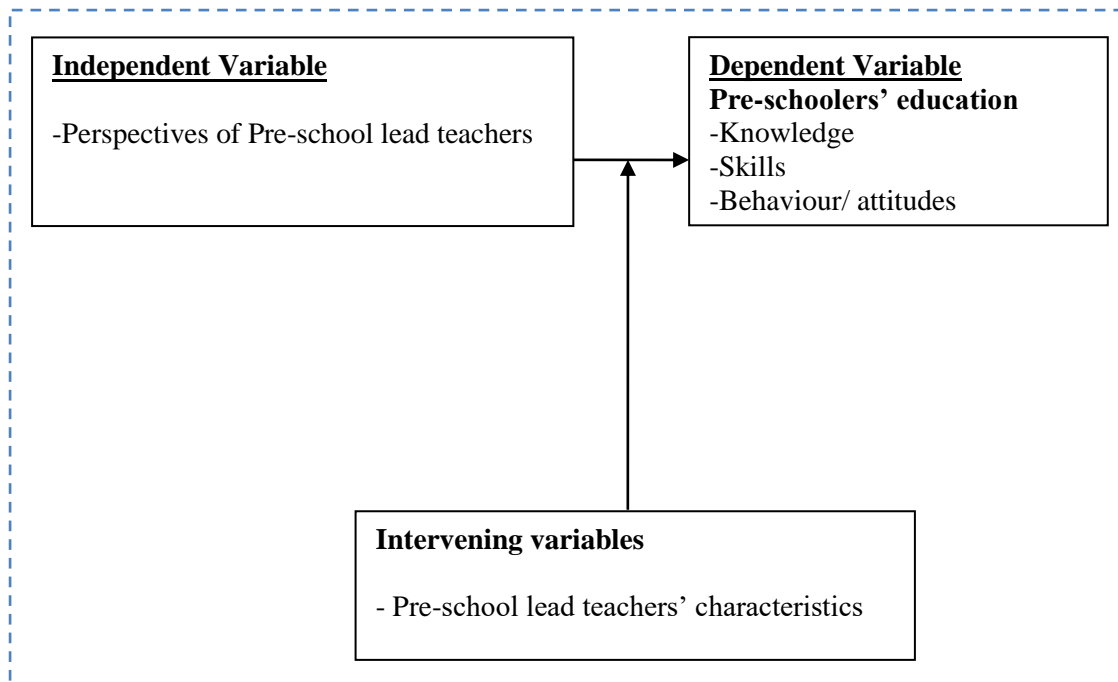 Independent Variable
-Perspectives of Pre-school lead teachers
Dependent Variable
Pre-schoolers’ education
-Knowledge
-Skills
-Behaviour/ attitudes
Intervening variables
- Pre-school lead teachers’ characteristics